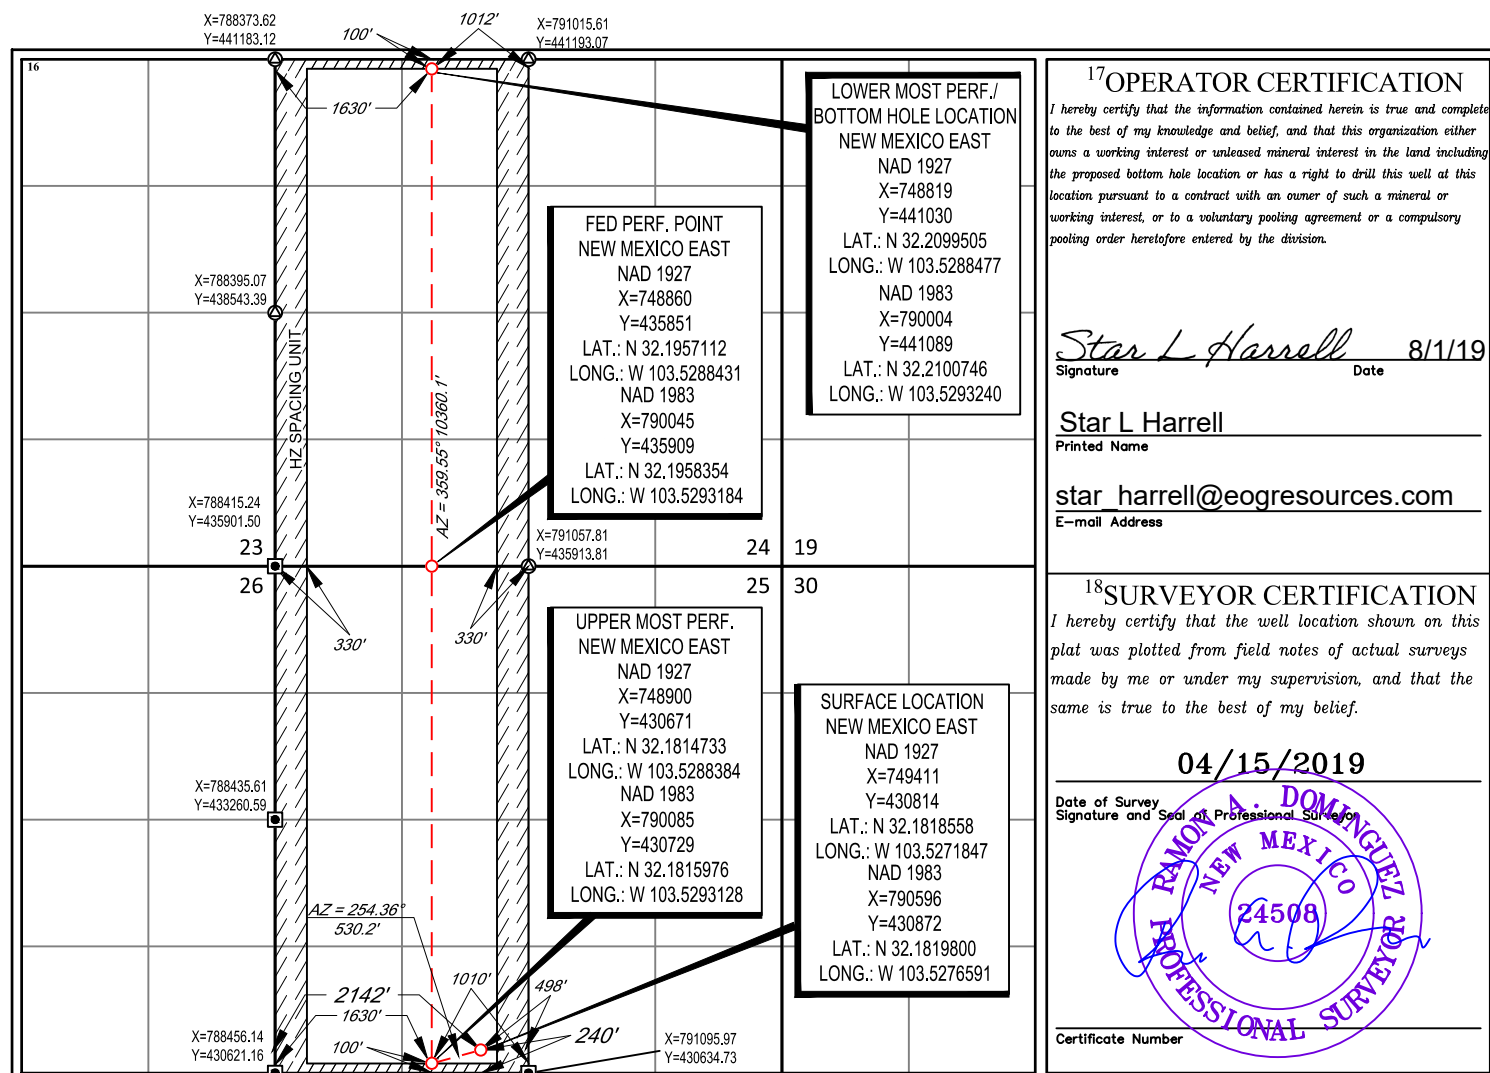 X=788373.62
Y=441183.12
100'
1012'
X=791015.61
Y=441193.07
16
1630'
LOWER MOST PERF./
BOTTOM HOLE LOCATION
NEW MEXICO EAST
NAD 1927
X=748819
Y=441030
LAT.: N 32.2099505
LONG.: W 103.5288477
NAD 1983
X=790004
Y=441089
LAT.: N 32.2100746
LONG.: W 103.5293240
FED PERF. POINT
NEW MEXICO EAST
NAD 1927
X=748860
Y=435851
LAT.: N 32.1957112
LONG.: W 103.5288431
NAD 1983
X=790045
Y=435909
LAT.: N 32.1958354
LONG.: W 103.5293184
X=788395.07
Y=438543.39
HZ SPACING UNIT
AZ = 359.55° 10360.1'
X=788415.24
Y=435901.50
X=791057.81
Y=435913.81
23
24
19
26
25
30
330'
330'
UPPER MOST PERF.
NEW MEXICO EAST
NAD 1927
X=748900
Y=430671
LAT.: N 32.1814733
LONG.: W 103.5288384
NAD 1983
X=790085
Y=430729
LAT.: N 32.1815976
LONG.: W 103.5293128
SURFACE LOCATION
NEW MEXICO EAST
NAD 1927
X=749411
Y=430814
LAT.: N 32.1818558
LONG.: W 103.5271847
NAD 1983
X=790596
Y=430872
LAT.: N 32.1819800
LONG.: W 103.5276591
X=788435.61
Y=433260.59
AZ = 254.36°
530.2'
2142'
1010'
498'
1630'
240'
100'
X=788456.14
Y=430621.16
X=791095.97
Y=430634.73
17 OPERATOR CERTIFICATION
I hereby certify that the information contained herein is true and complete
to the best of my knowledge and belief, and that this organization either
owns a working interest or unleased mineral interest in the land including
the proposed bottom hole location or has a right to drill this well at this
location pursuant to a contract with an owner of such a mineral or
working interest, or to a voluntary pooling agreement or a compulsory
pooling order heretofore entered by the division.
Star L Harrell 8/1/19
Signature Date
Star L Harrell
Printed Name
star_harrell@eogresources.com
E-mail Address
18 SURVEYOR CERTIFICATION
I hereby certify that the well location shown on this
plat was plotted from field notes of actual surveys
made by me or under my supervision, and that the
same is true to the best of my belief.
04/15/2019
Date of Survey
Signature and Seal of Professional Surveyor
RAMON A. DOMINGUEZ
NEW MEXICO
24508
PROFESSIONAL SURVEYOR
Certificate Number